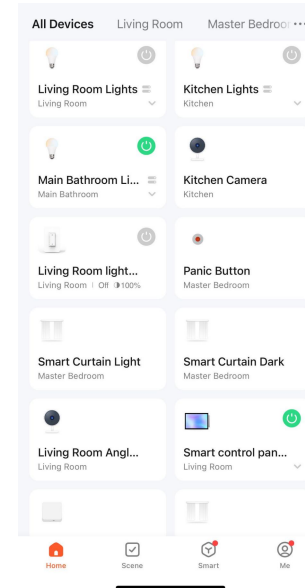 All Devices Living Room Master Bedroo
Living Room Lights Kitchen Lights
Living Room Kitchen
Main Bathroom Li... Kitchen Camera
Main Bathroom Kitchen
Living Room light... Panic Button
Living Room | Off 100% Master Bedroom
Smart Curtain Light Smart Curtain Dark
Master Bedroom Master Bedroom
Living Room Angl... Smart control pan...
Living Room Living Room
Home Scene Smart Me